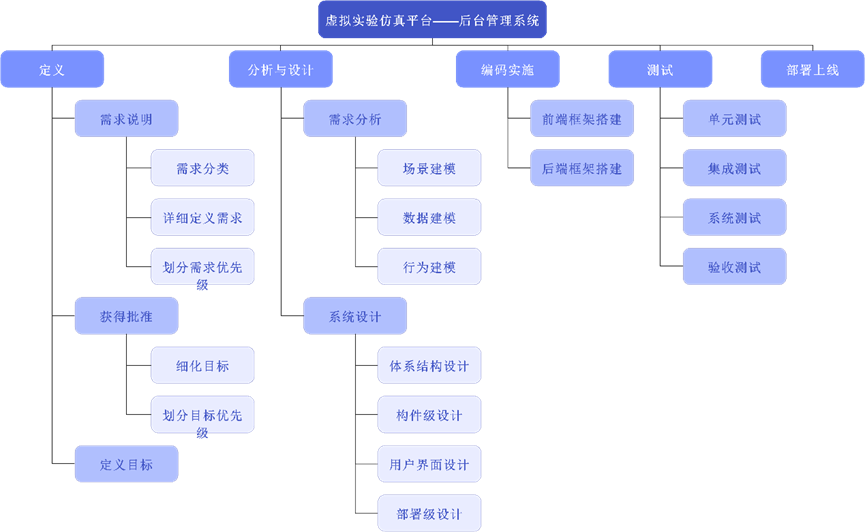 虚拟实验仿真平台——后台管理系统
定义
分析与设计
编码实施
测试
部署上线
需求说明
需求分类
详细定义需求
划分需求优先
级
获得批准
细化目标
划分目标优先
级
定义目标
需求分析
场景建模
数据建模
行为建模
系统设计
体系结构设计
构件级设计
用户界面设计
部署级设计
前端框架搭建
后端框架搭建
单元测试
集成测试
系统测试
验收测试